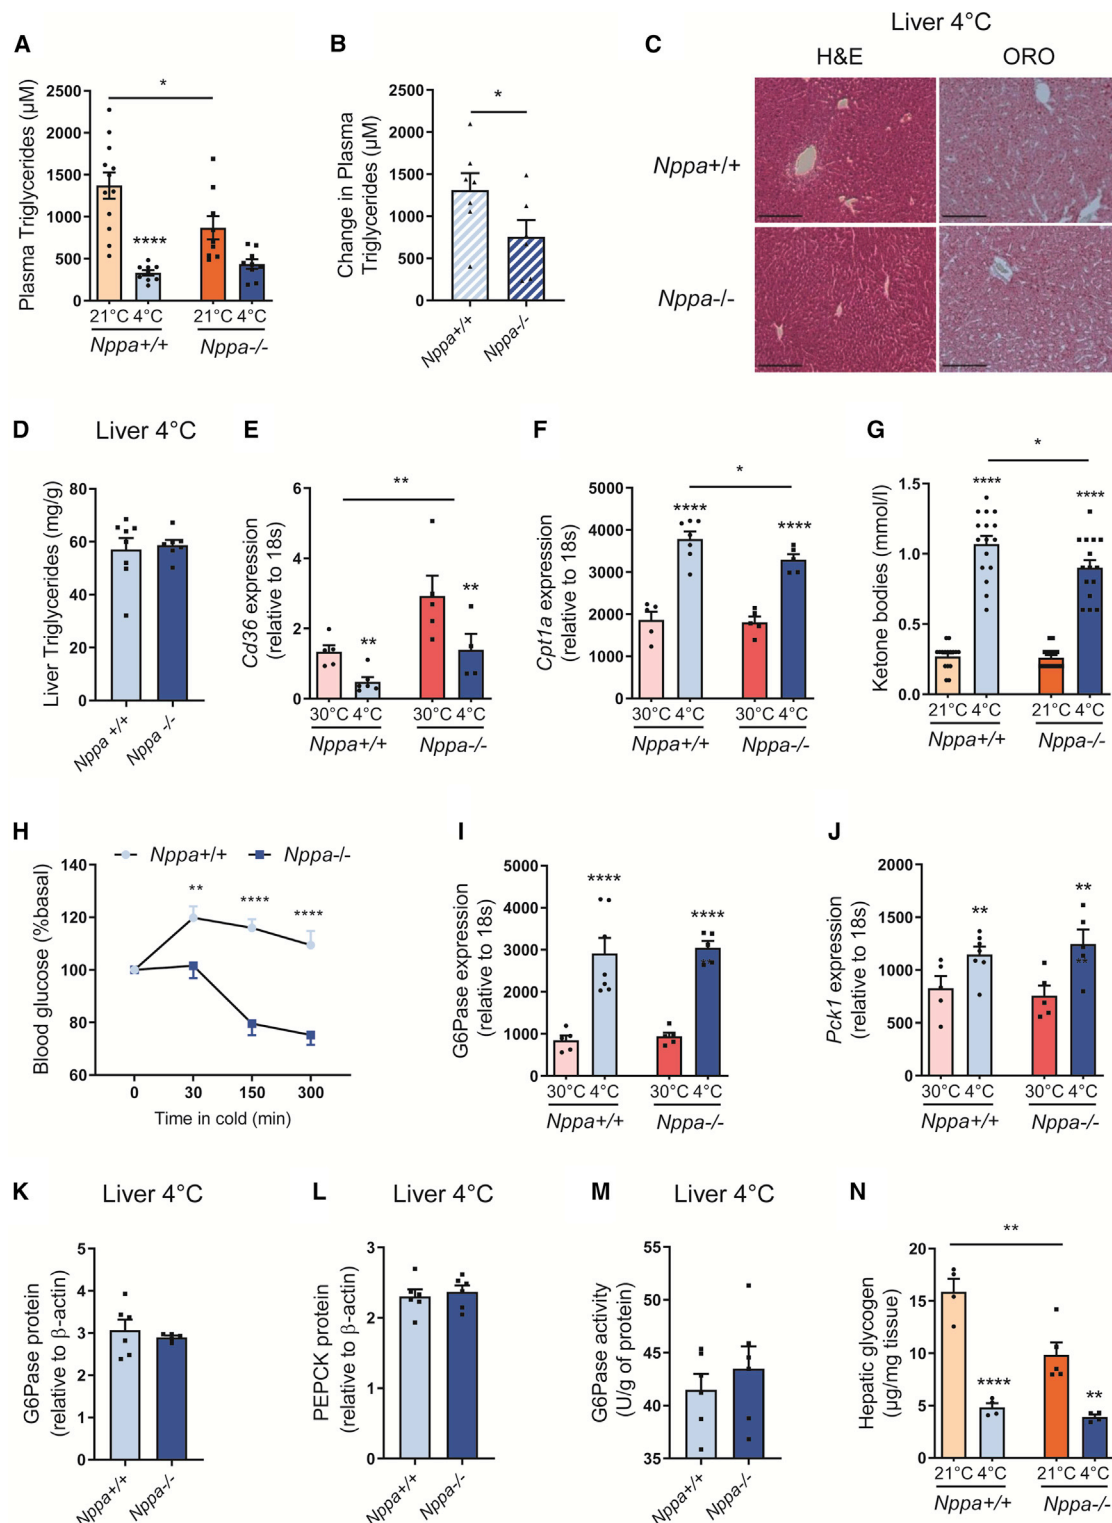 A
Plasma Triglycerides (µM)
2500
2000
1500
1000
500
0
*
****
21°C 4°C 21°C 4°C
Nppa+/+ Nppa-/-
B
Change in Plasma
Triglycerides (µM)
2500
2000
1500
1000
500
0
*
Nppa+/+ Nppa-/-
C
Liver 4°C
H&E ORO
Nppa+/+
Nppa-/-
D
Liver 4°C
Liver Triglycerides (mg/g)
80
60
40
20
0
Nppa +/+ Nppa -/-
E
Cd36 expression
(relative to 18s)
6
4
2
0
**
**
**
30°C 4°C 30°C 4°C
Nppa+/+ Nppa-/-
F
Cpt1a expression
(relative to 18s)
5000
4000
3000
2000
1000
0
*
****
****
30°C 4°C 30°C 4°C
Nppa+/+ Nppa-/-
G
Ketone bodies (mmol/l)
1.5
1.0
0.5
0.0
*
****
****
21°C 4°C 21°C 4°C
Nppa+/+ Nppa-/-
H
Nppa+/+ Nppa-/-
Blood glucose (%basal)
140
120
100
80
60
** **** ****
0 30 150 300
Time in cold (min)
I
G6Pase expression
(relative to 18s)
5000
4000
3000
2000
1000
0
****
****
30°C 4°C 30°C 4°C
Nppa+/+ Nppa-/-
J
Pck1 expression
(relative to 18s)
2000
1500
1000
500
0
**
**
30°C 4°C 30°C 4°C
Nppa+/+ Nppa-/-
K
Liver 4°C
G6Pase protein
(relative to β-actin)
5
4
3
2
1
0
Nppa+/+ Nppa-/-
L
Liver 4°C
PEPCK protein
(relative to β-actin)
3
2
1
0
Nppa+/+ Nppa-/-
M
Liver 4°C
G6Pase activity
(U/g of protein)
55
50
45
40
35
Nppa+/+ Nppa-/-
N
Hepatic glycogen
(µg/mg tissue)
20
15
10
5
0
**
****
**
21°C 4°C 21°C 4°C
Nppa+/+ Nppa-/-